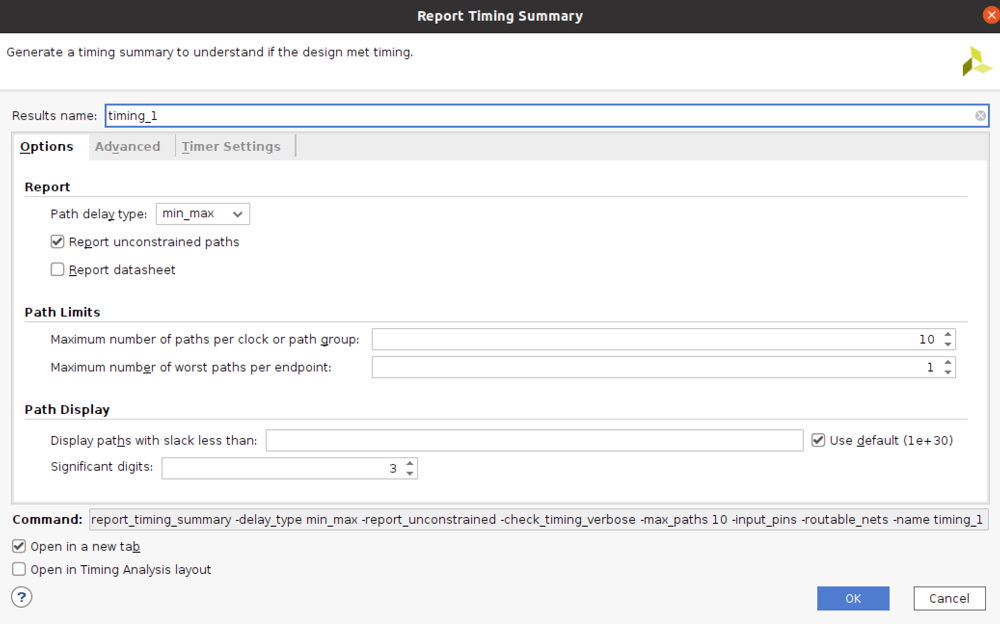 Report Timing Summary
Generate a timing summary to understand if the design met timing.
Results name: timing_1
Options Advanced Timer Settings
Report
Path delay type: min_max
Report unconstrained paths
Report datasheet
Path Limits
Maximum number of paths per clock or path group: 10
Maximum number of worst paths per endpoint: 1
Path Display
Display paths with slack less than: Use default (1e+30)
Significant digits: 3
Command: report_timing_summary -delay_type min_max -report_unconstrained -check_timing_verbose -max_paths 10 -input_pins -routable_nets -name timing_1
Open in a new tab
Open in Timing Analysis layout
? OK Cancel